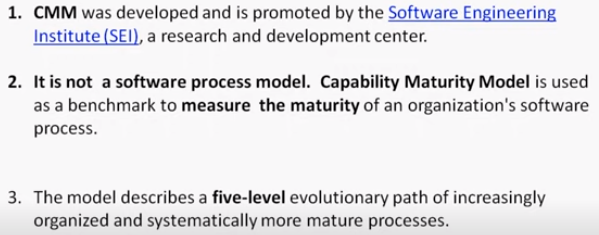 1. CMM was developed and is promoted by the Software Engineering
Institute (SEI), a research and development center.
2. It is not a software process model. Capability Maturity Model is used
as a benchmark to measure the maturity of an organization's software
process.
3. The model describes a five-level evolutionary path of increasingly
organized and systematically more mature processes.